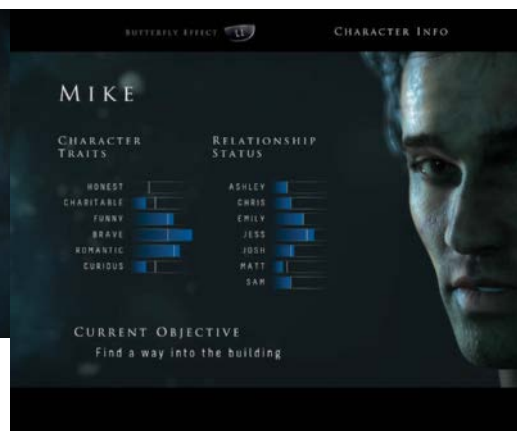 BUTTERFLY EFFECT L1 CHARACTER INFO
MIKE
CHARACTER TRAITS
HONEST
CHARITABLE
FUNNY
BRAVE
ROMANTIC
CURIOUS
RELATIONSHIP STATUS
ASHLEY
CHRIS
EMILY
JESS
JOSH
MATT
SAM
CURRENT OBJECTIVE
Find a way into the building